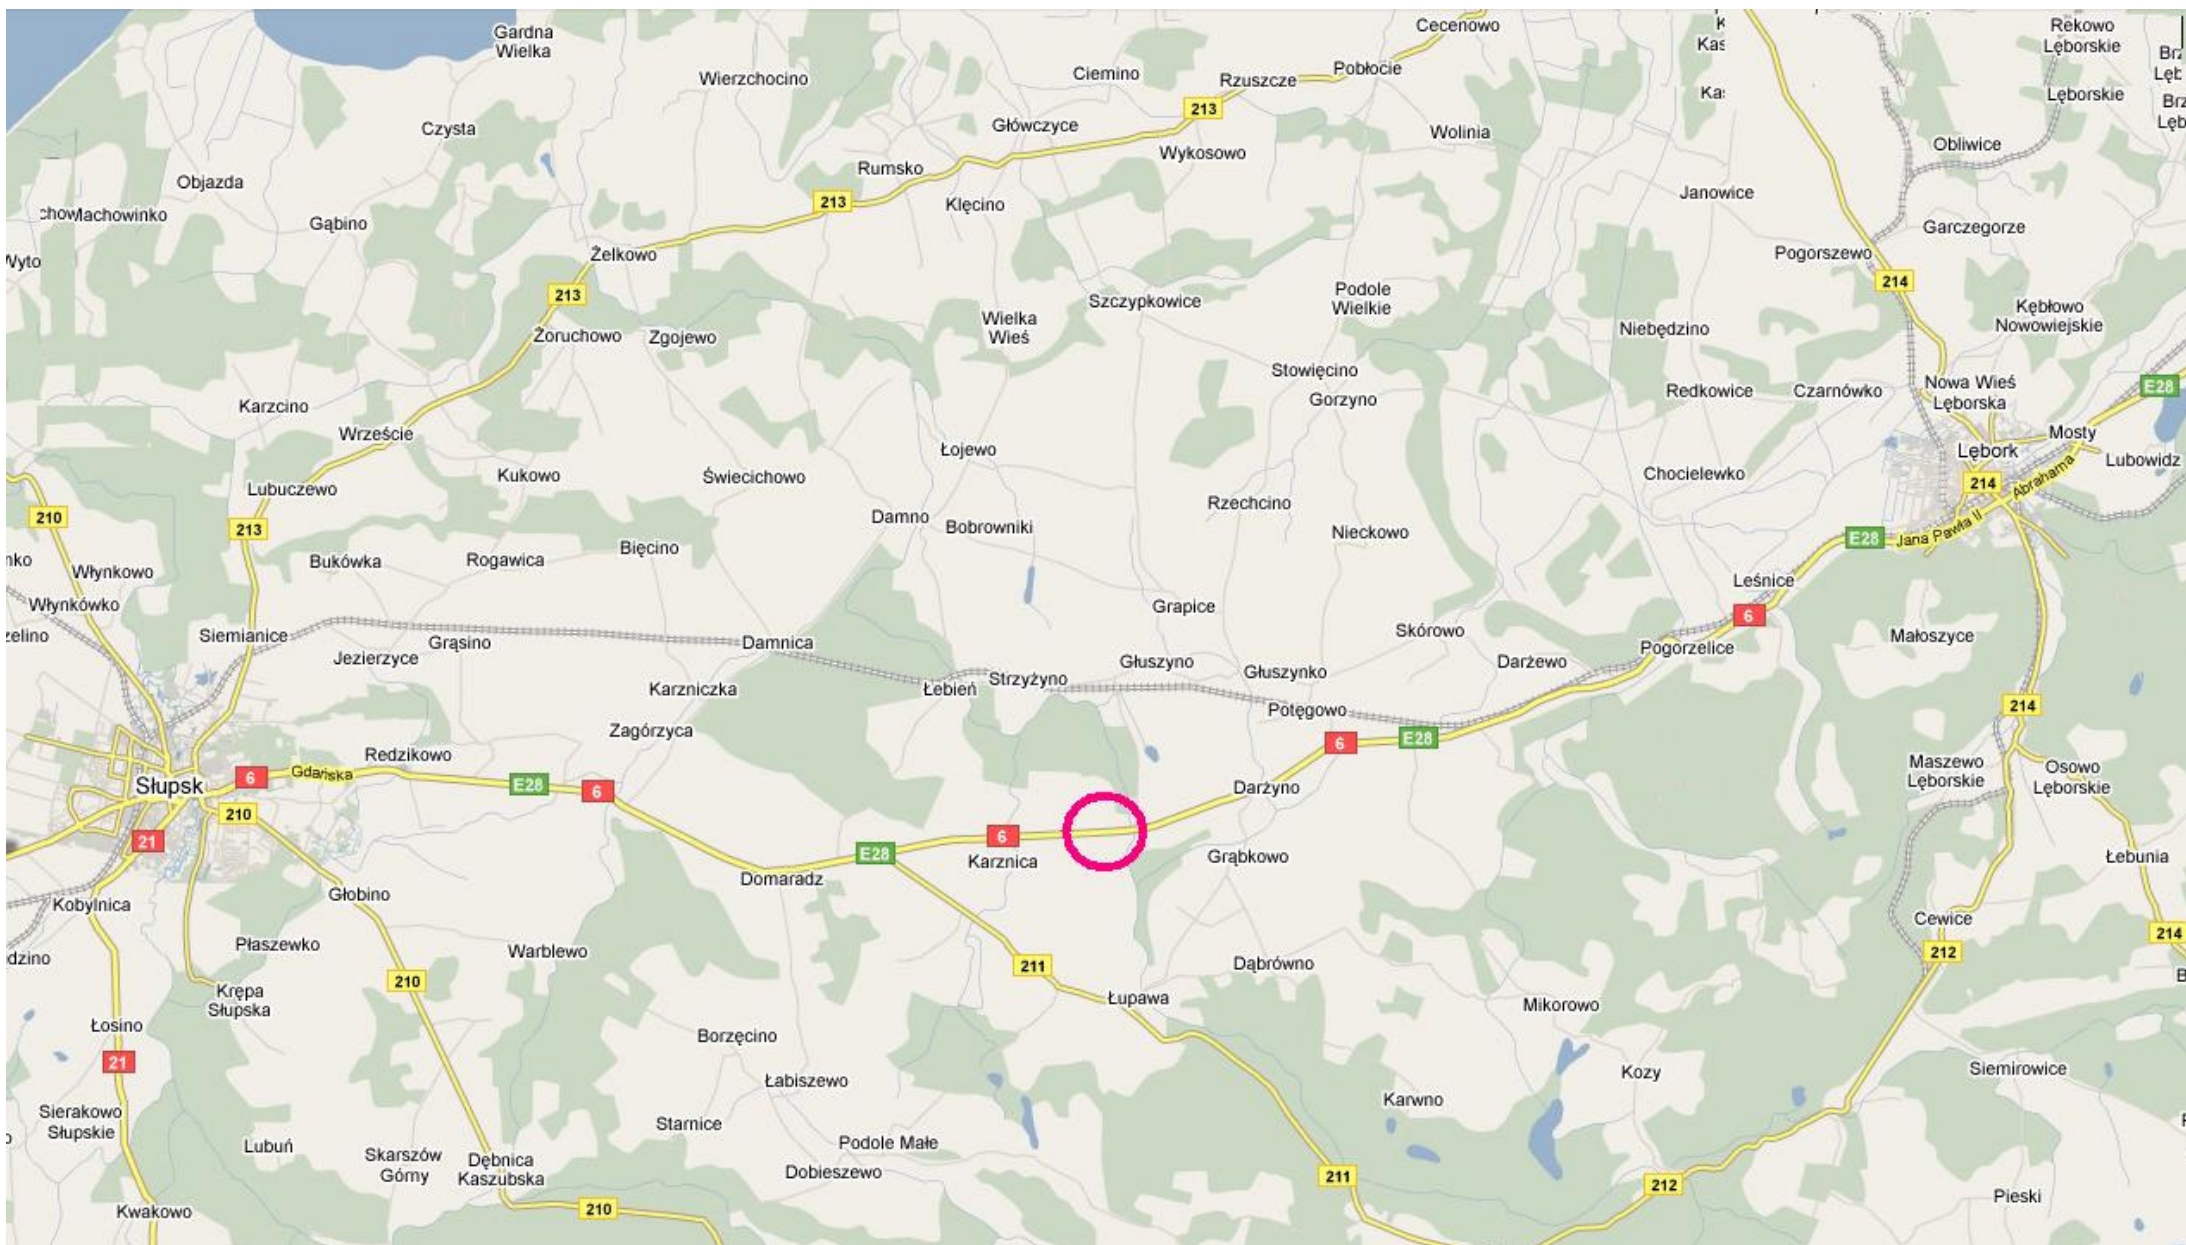 Gardna
Wielka
Cecenowo
Rekowo
Lęborskie
Wierzchocino
Ciemino
Rzuszcze
Pobłocie
Lęborskie
213
Czysta
Główczyce
Wolinia
Wykosowo
Obliwice
Rumsko
Objazda
Janowice
213
Klęcino
Machowinko
Gąbino
Garczegorze
Żelkowo
Pogorszewo
214
213
Szczypkowice
Podole
Wielkie
Kębłowo
Nowowiejskie
Wielka
Wieś
Niebędzino
Żoruchowo
Zgojewo
Stowięcino
Gorzyno
Redkowice
Czarnówko
Nowa Wieś
Lęborska
E28
Karzcino
Wrzeście
Mosty
Łojewo
Lębork
Lubowidz
Kukowo
Świecichowo
Chocielewko
214
Abrahama
Lubuczewo
Rzechcino
210
213
Damno
Bobrowniki
Nieckowo
Jana Pawła II
E28
Bukówka
Rogawica
Bięcino
Włynkowo
Leśnice
Włynkówko
Grapice
6
Siemianice
Grąsino
Damnica
Skórowo
Małoszyce
Jezierzyce
Pogorzelice
Głuszyno
Głuszynko
Darżewo
Karzniczka
Łebień
Strzyżyno
Potęgowo
214
Zagórzyca
6
E28
Redzikowo
Maszewo
Lęborskie
Osowo
Lęborskie
Słupsk
6
Gdańska
E28
6
Darżyno
210
21
6
E28
Karznica
Grąbkowo
Łebunia
Domaradz
Głobino
Kobylnica
Cewice
214
Płaszewko
Warblewo
212
211
Dąbrówno
210
Krępa
Słupska
Łupawa
Mikorowo
Łosino
Borzęcino
21
Kozy
Siemirowice
Łabiszewo
Karwno
Sierakowo
Słupskie
Starnice
Lubuń
Podole Małe
Skarszów
Górny
Dębnica
Kaszubska
Dobieszewo
211
212
Pieski
Kwakowo
210